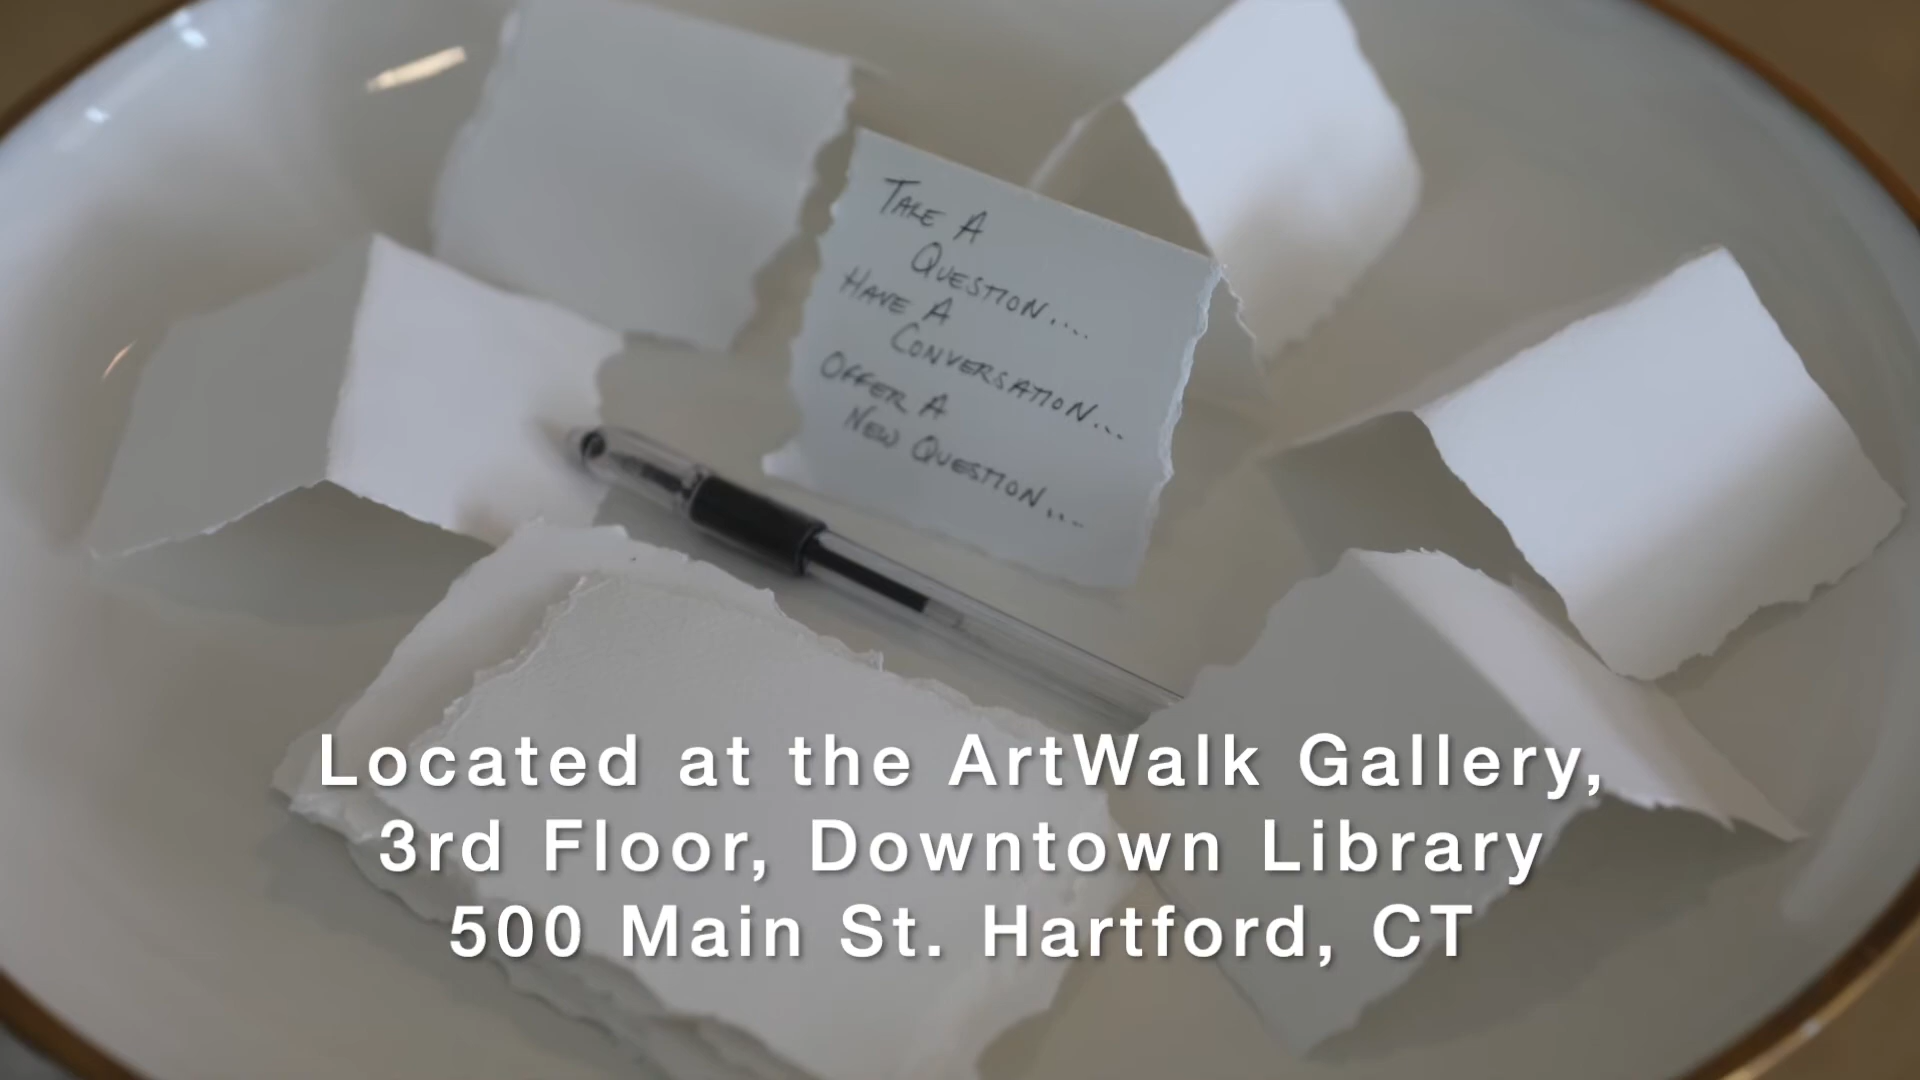 TAKE A
QUESTION....
HAVE A
CONVERSATION...
OFFER A
NEW QUESTION...
Located at the ArtWalk Gallery,
3rd Floor, Downtown Library
500 Main St. Hartford, CT